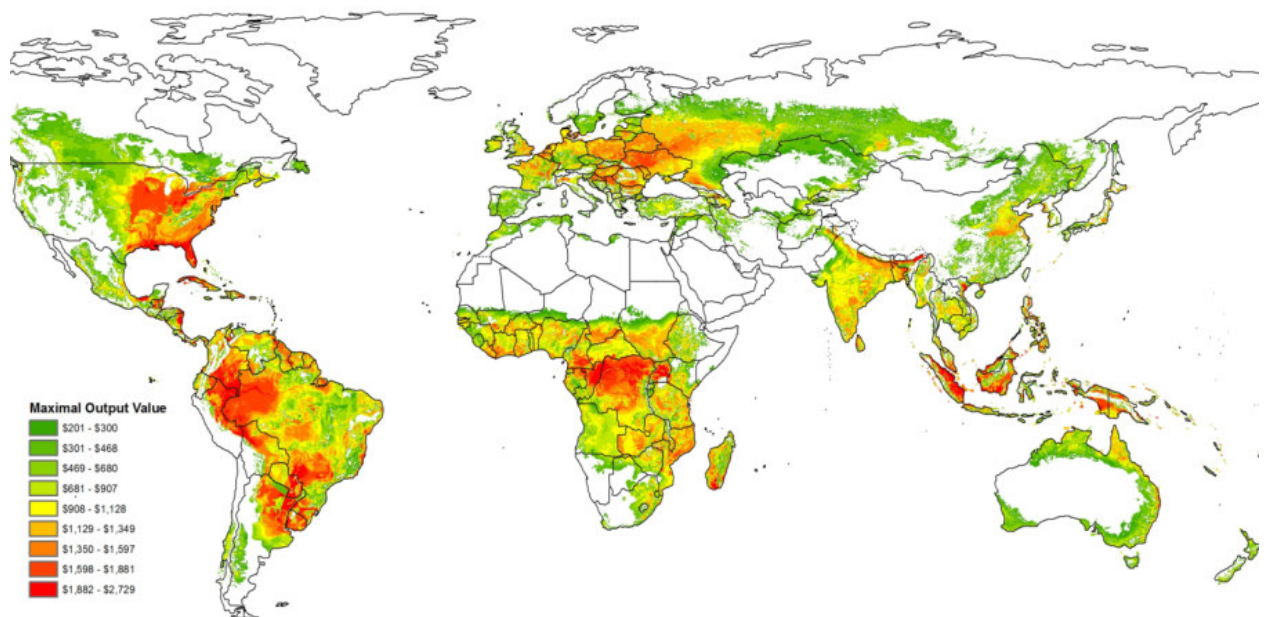 Maximal Output Value
$201 - $300
$301 - $468
$469 - $680
$681 - $907
$908 - $1,128
$1,129 - $1,349
$1,350 - $1,597
$1,598 - $1,881
$1,882 - $2,729